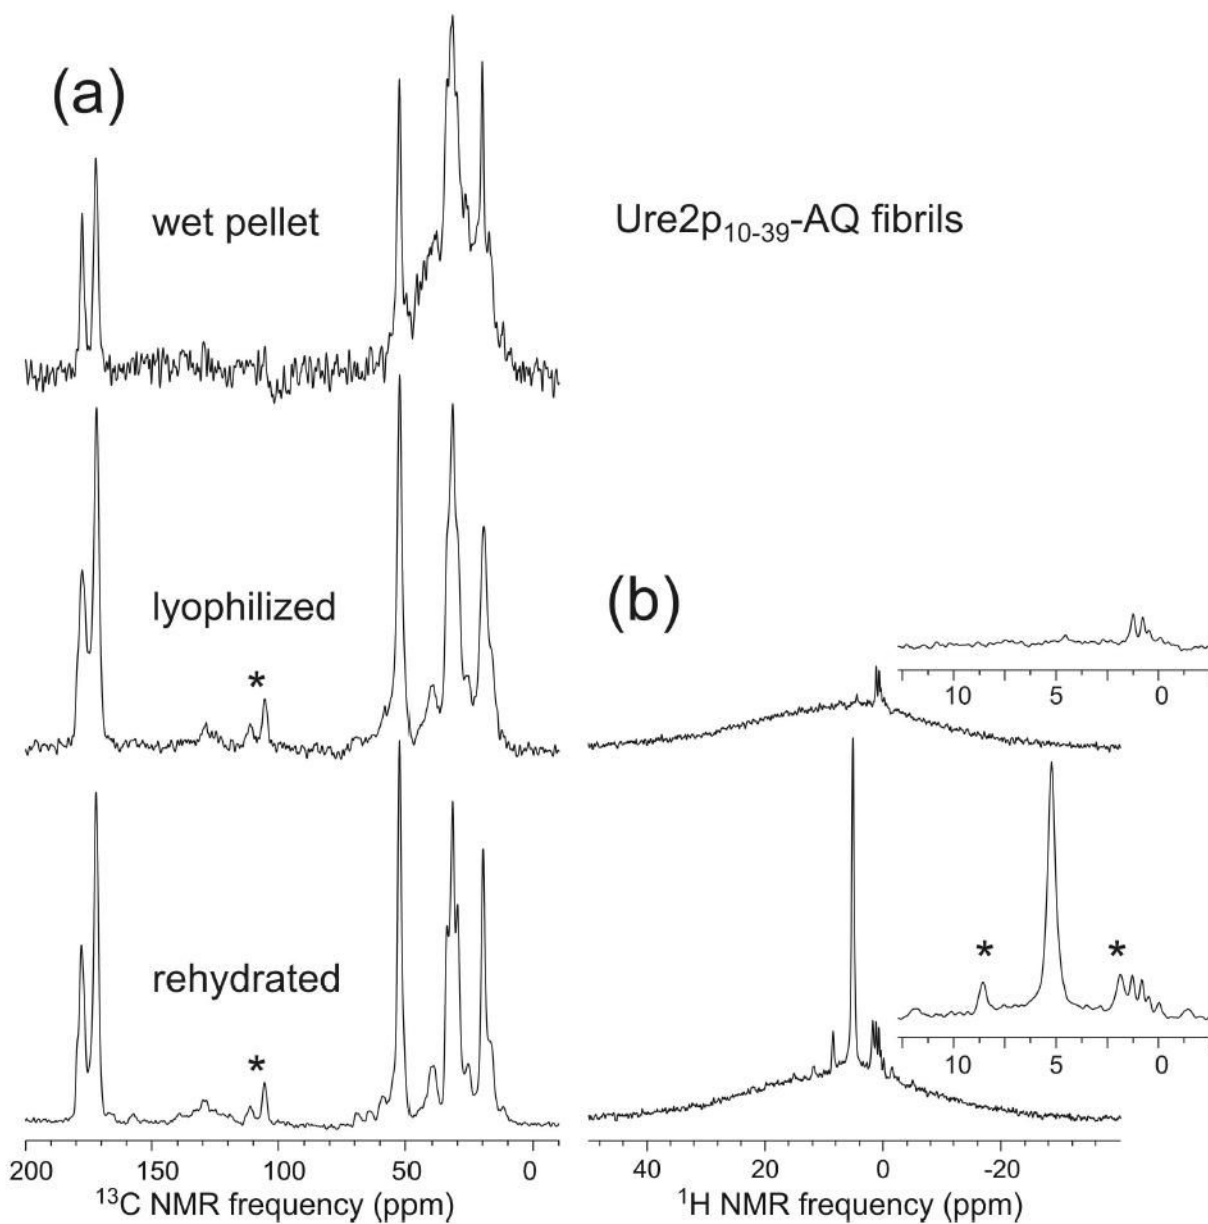 (a)
wet pellet
Ure2p10-39-AQ fibrils
lyophilized
*
(b)
10 5 0
rehydrated
*
* *
10 5 0
200 150 100 50 0
40 20 0 -20
13C NMR frequency (ppm)
1H NMR frequency (ppm)